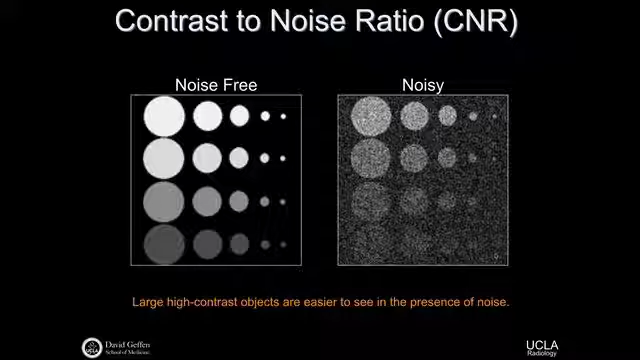 Contrast to Noise Ratio (CNR)
Noise Free
Noisy
Large high-contrast objects are easier to see in the presence of noise.
UCLA
David Geffen
School of Medicine
UCLA
Radiology